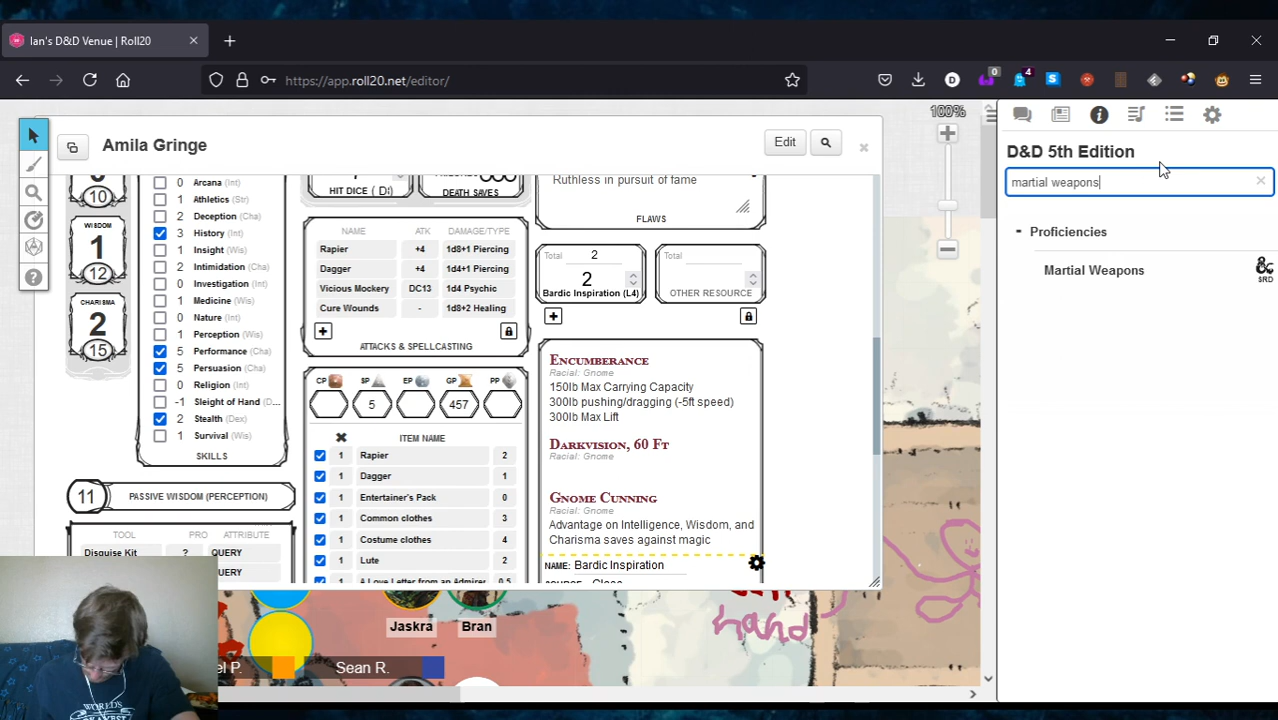 Ian's D&D Venue | Roll20
https://app.roll20.net/editor/
0
4
Amila Gringe
Edit
100%
10
WISDOM
1
12
CHARISMA
2
15
0 Arcana (Int)
0 Athletics (Str)
2 Deception (Cha)
3 History (Int)
1 Insight (Wis)
2 Intimidation (Cha)
0 Investigation (Int)
1 Medicine (Wis)
0 Nature (Int)
1 Perception (Wis)
5 Performance (Cha)
5 Persuasion (Cha)
0 Religion (Int)
-1 Sleight of Hand (D...
2 Stealth (Dex)
1 Survival (Wis)
SKILLS
11 PASSIVE WISDOM (PERCEPTION)
TOOL PRO ATTRIBUTE
Disguise Kit ? QUERY
QUERY
HIT DICE ( D:)
DEATH SAVES
NAME ATK DAMAGE/TYPE
Rapier +4 1d8+1 Piercing
Dagger +4 1d4+1 Piercing
Vicious Mockery DC13 1d4 Psychic
Cure Wounds - 1d8+2 Healing
ATTACKS & SPELLCASTING
CP SP EP GP PP
5 457
ITEM NAME
1 Rapier 2
1 Dagger 1
1 Entertainer's Pack 0
1 Common clothes 3
1 Costume clothes 4
1 Lute 2
1 A Love Letter from an Admirer 0.5
Ruthless in pursuit of fame
FLAWS
Total 2
2
Bardic Inspiration (L4)
Total
OTHER RESOURCE
ENCUMBERANCE
Racial: Gnome
150lb Max Carrying Capacity
300lb pushing/dragging (-5ft speed)
300lb Max Lift
DARKVISION, 60 FT
Racial: Gnome
GNOME CUNNING
Racial: Gnome
Advantage on Intelligence, Wisdom, and
Charisma saves against magic
NAME: Bardic Inspiration
SOURCE: Class
D&D 5th Edition
martial weapons
Proficiencies
Martial Weapons
SRD
Jaskra
Bran
hand
el P.
Sean R.
WORLD'S